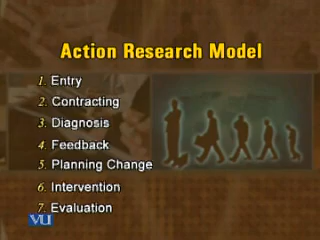 Action Research Model
1. Entry
2. Contracting
3. Diagnosis
4. Feedback
5. Planning Change
6. Intervention
7. Evaluation
VU